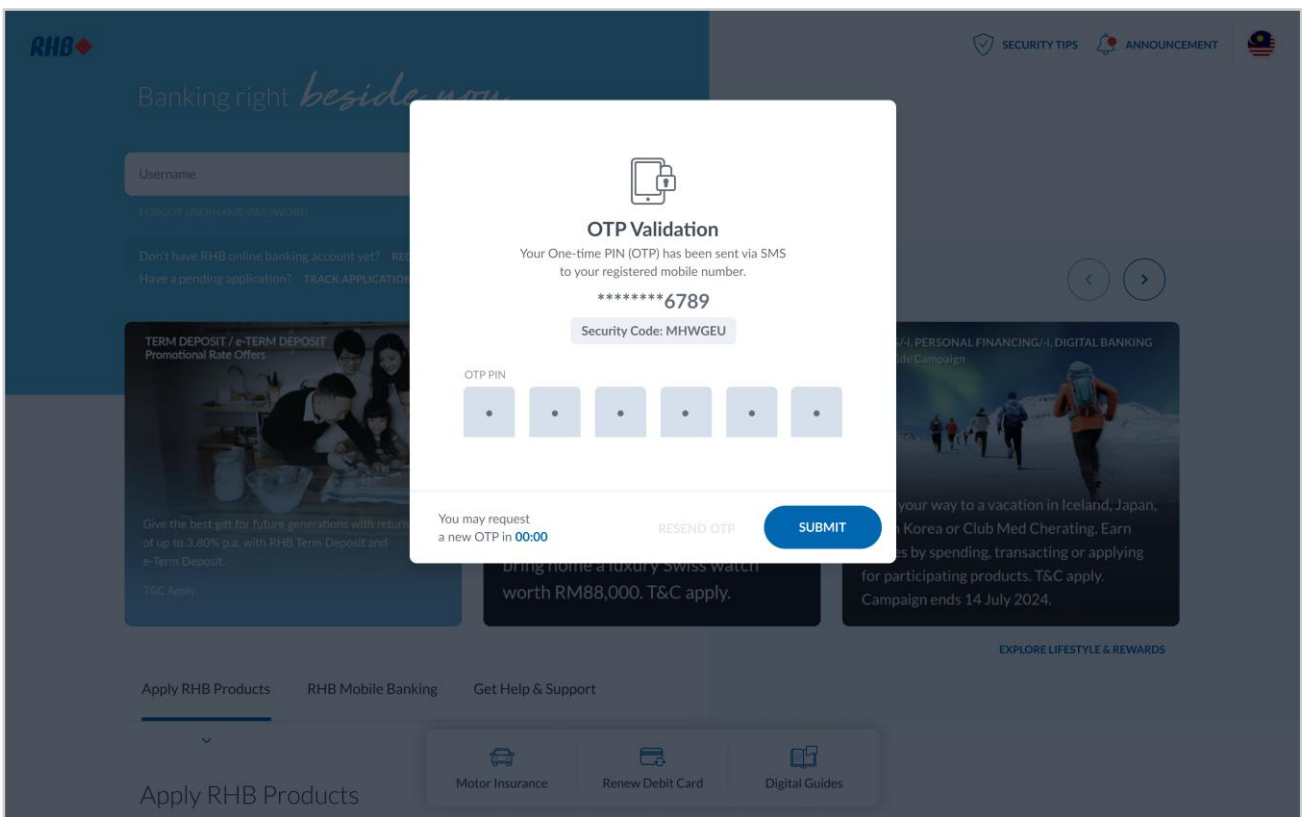 RHB
SECURITY TIPS
ANNOUNCEMENT
Banking right beside you
Username
FORGOT USERNAME/PASSWORD
Don't have RHB online banking account yet?
Have a pending application? TRACK APPLICATION
OTP Validation
Your One-time PIN (OTP) has been sent via SMS
to your registered mobile number.
********6789
Security Code: MHWGEU
OTP PIN
You may request
a new OTP in 00:00
RESEND OTP
SUBMIT
TERM DEPOSIT / e-TERM DEPOSIT
Promotional Rate Offers
Give the best gift for future generations with return
of up to 3.80% p.a. with RHB Term Deposit and
e-Term Deposit.
T&C Apply.
bring home a luxury Swiss watch
worth RM88,000. T&C apply.
PERSONAL FINANCING/-i, DIGITAL BANKING
Campaign
your way to a vacation in Iceland, Japan,
Korea or Club Med Cherating. Earn
by spending, transacting or applying
for participating products. T&C apply.
Campaign ends 14 July 2024.
EXPLORE LIFESTYLE & REWARDS
Apply RHB Products
RHB Mobile Banking
Get Help & Support
Motor Insurance
Renew Debit Card
Digital Guides
Apply RHB Products